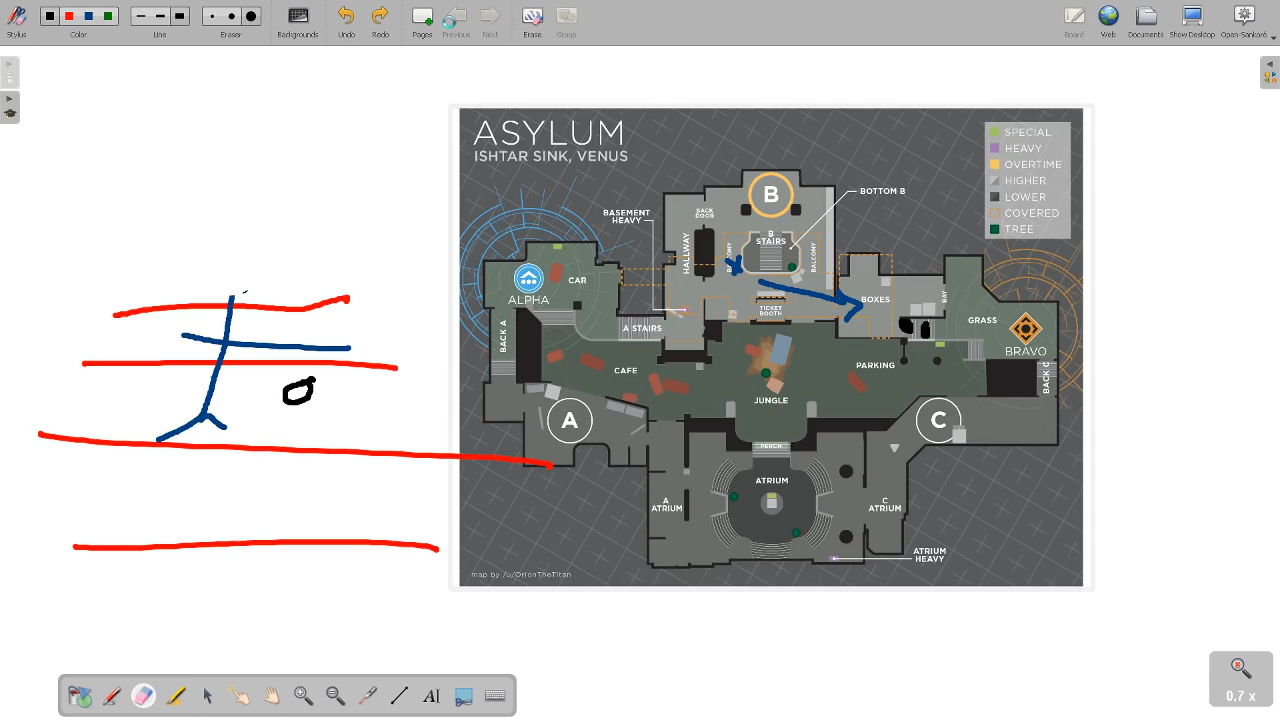 Stylus
Color
Line
Eraser
Backgrounds
Undo
Redo
Pages
Previous
Next
Erase
Group
Board
Web
Documents
Show Desktop
Open-Sankoré
ASYLUM
ISHTAR SINK, VENUS
SPECIAL
HEAVY
OVERTIME
HIGHER
LOWER
COVERED
TREE
B
BOTTOM B
BASEMENT
HEAVY
BACK
DOOR
HALLWAY
B
STAIRS
BALCONY
BALCONY
CAR
ALPHA
BACK A
A STAIRS
TICKET
BOOTH
BOXES
BAY
GRASS
BRAVO
BACK C
CAFE
PARKING
JUNGLE
A
C
PERCH
ATRIUM
A
ATRIUM
C
ATRIUM
ATRIUM
HEAVY
map by /u/OrionTheTitan
AI
0.7 x